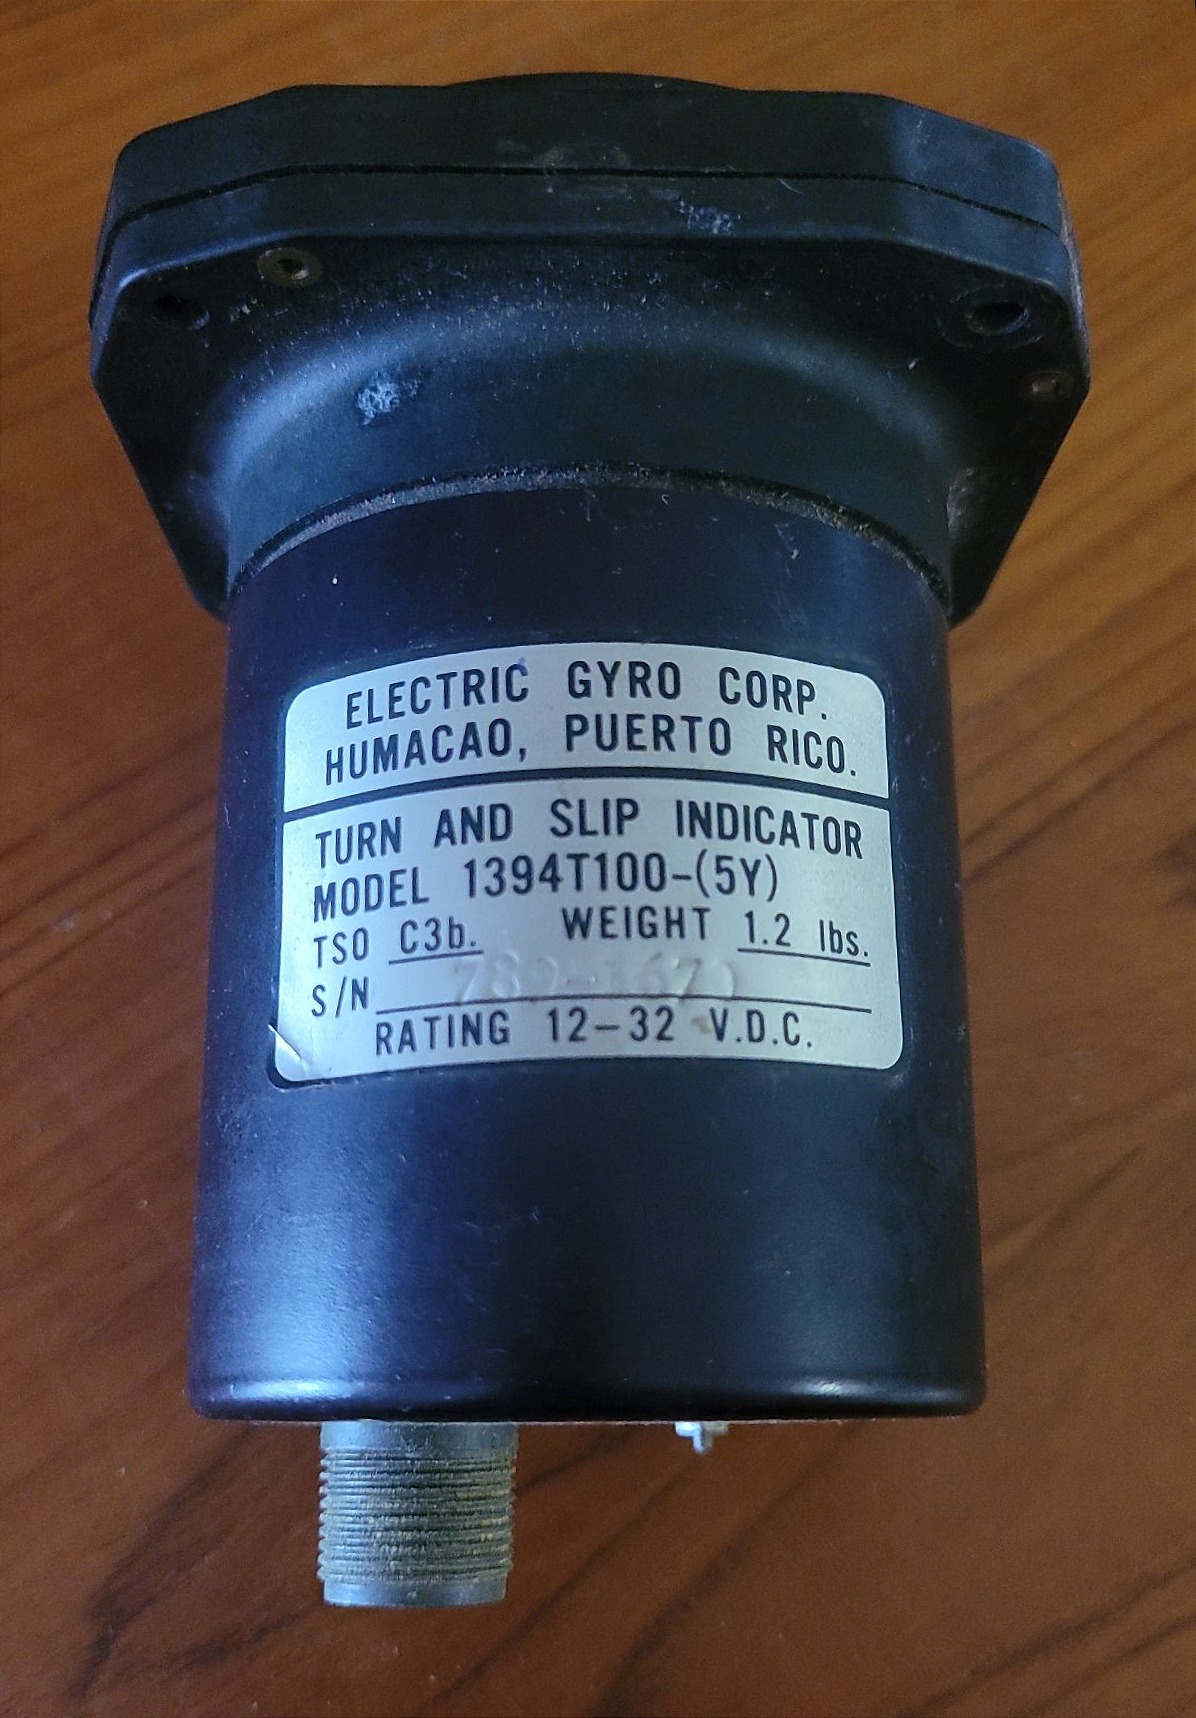 ELECTRIC GYRO CORP.
HUMACAO, PUERTO RICO.
TURN AND SLIP INDICATOR
MODEL 1394T100-(5Y)
TSO C3b. WEIGHT 1.2 lbs.
S/N
RATING 12-32 V.D.C.